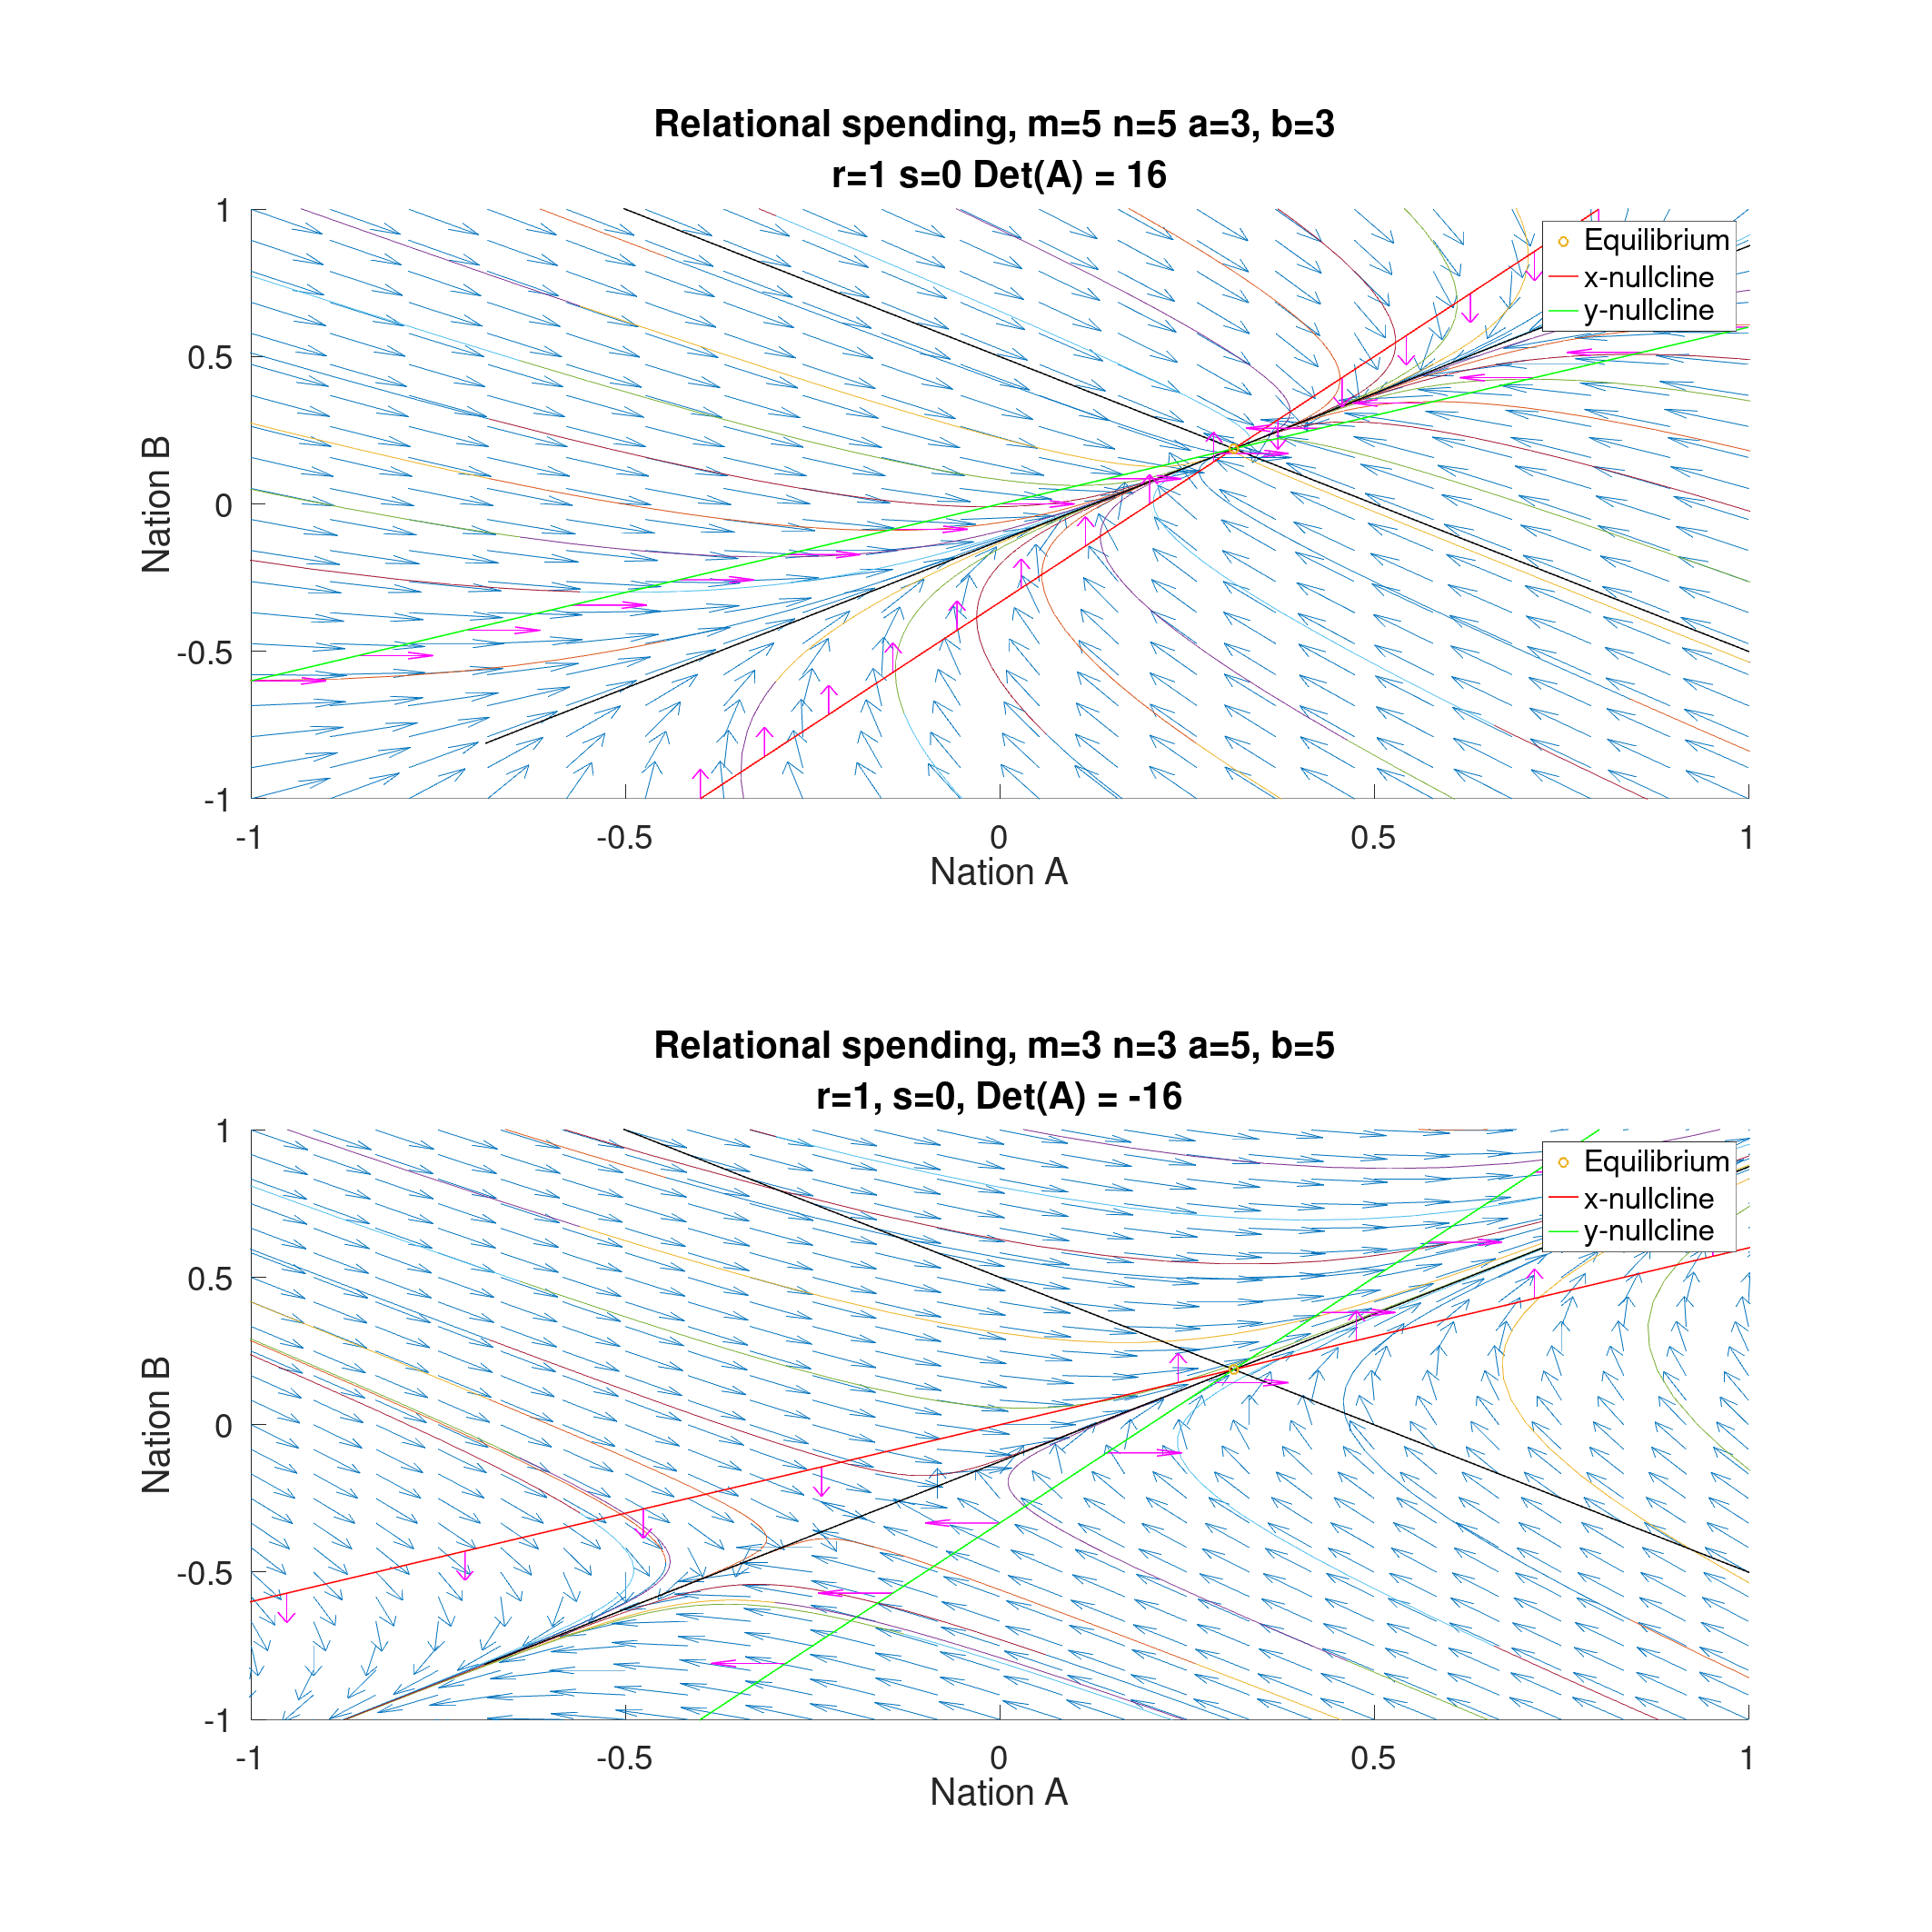 Relational spending, m=5 n=5 a=3, b=3
r=1 s=0 Det(A) = 16
1
0.5
0
-0.5
-1
Nation B
Equilibrium
x-nullcline
y-nullcline
-1 -0.5 0 0.5 1
Nation A
Relational spending, m=3 n=3 a=5, b=5
r=1, s=0, Det(A) = -16
1
0.5
0
-0.5
-1
Nation B
Equilibrium
x-nullcline
y-nullcline
-1 -0.5 0 0.5 1
Nation A